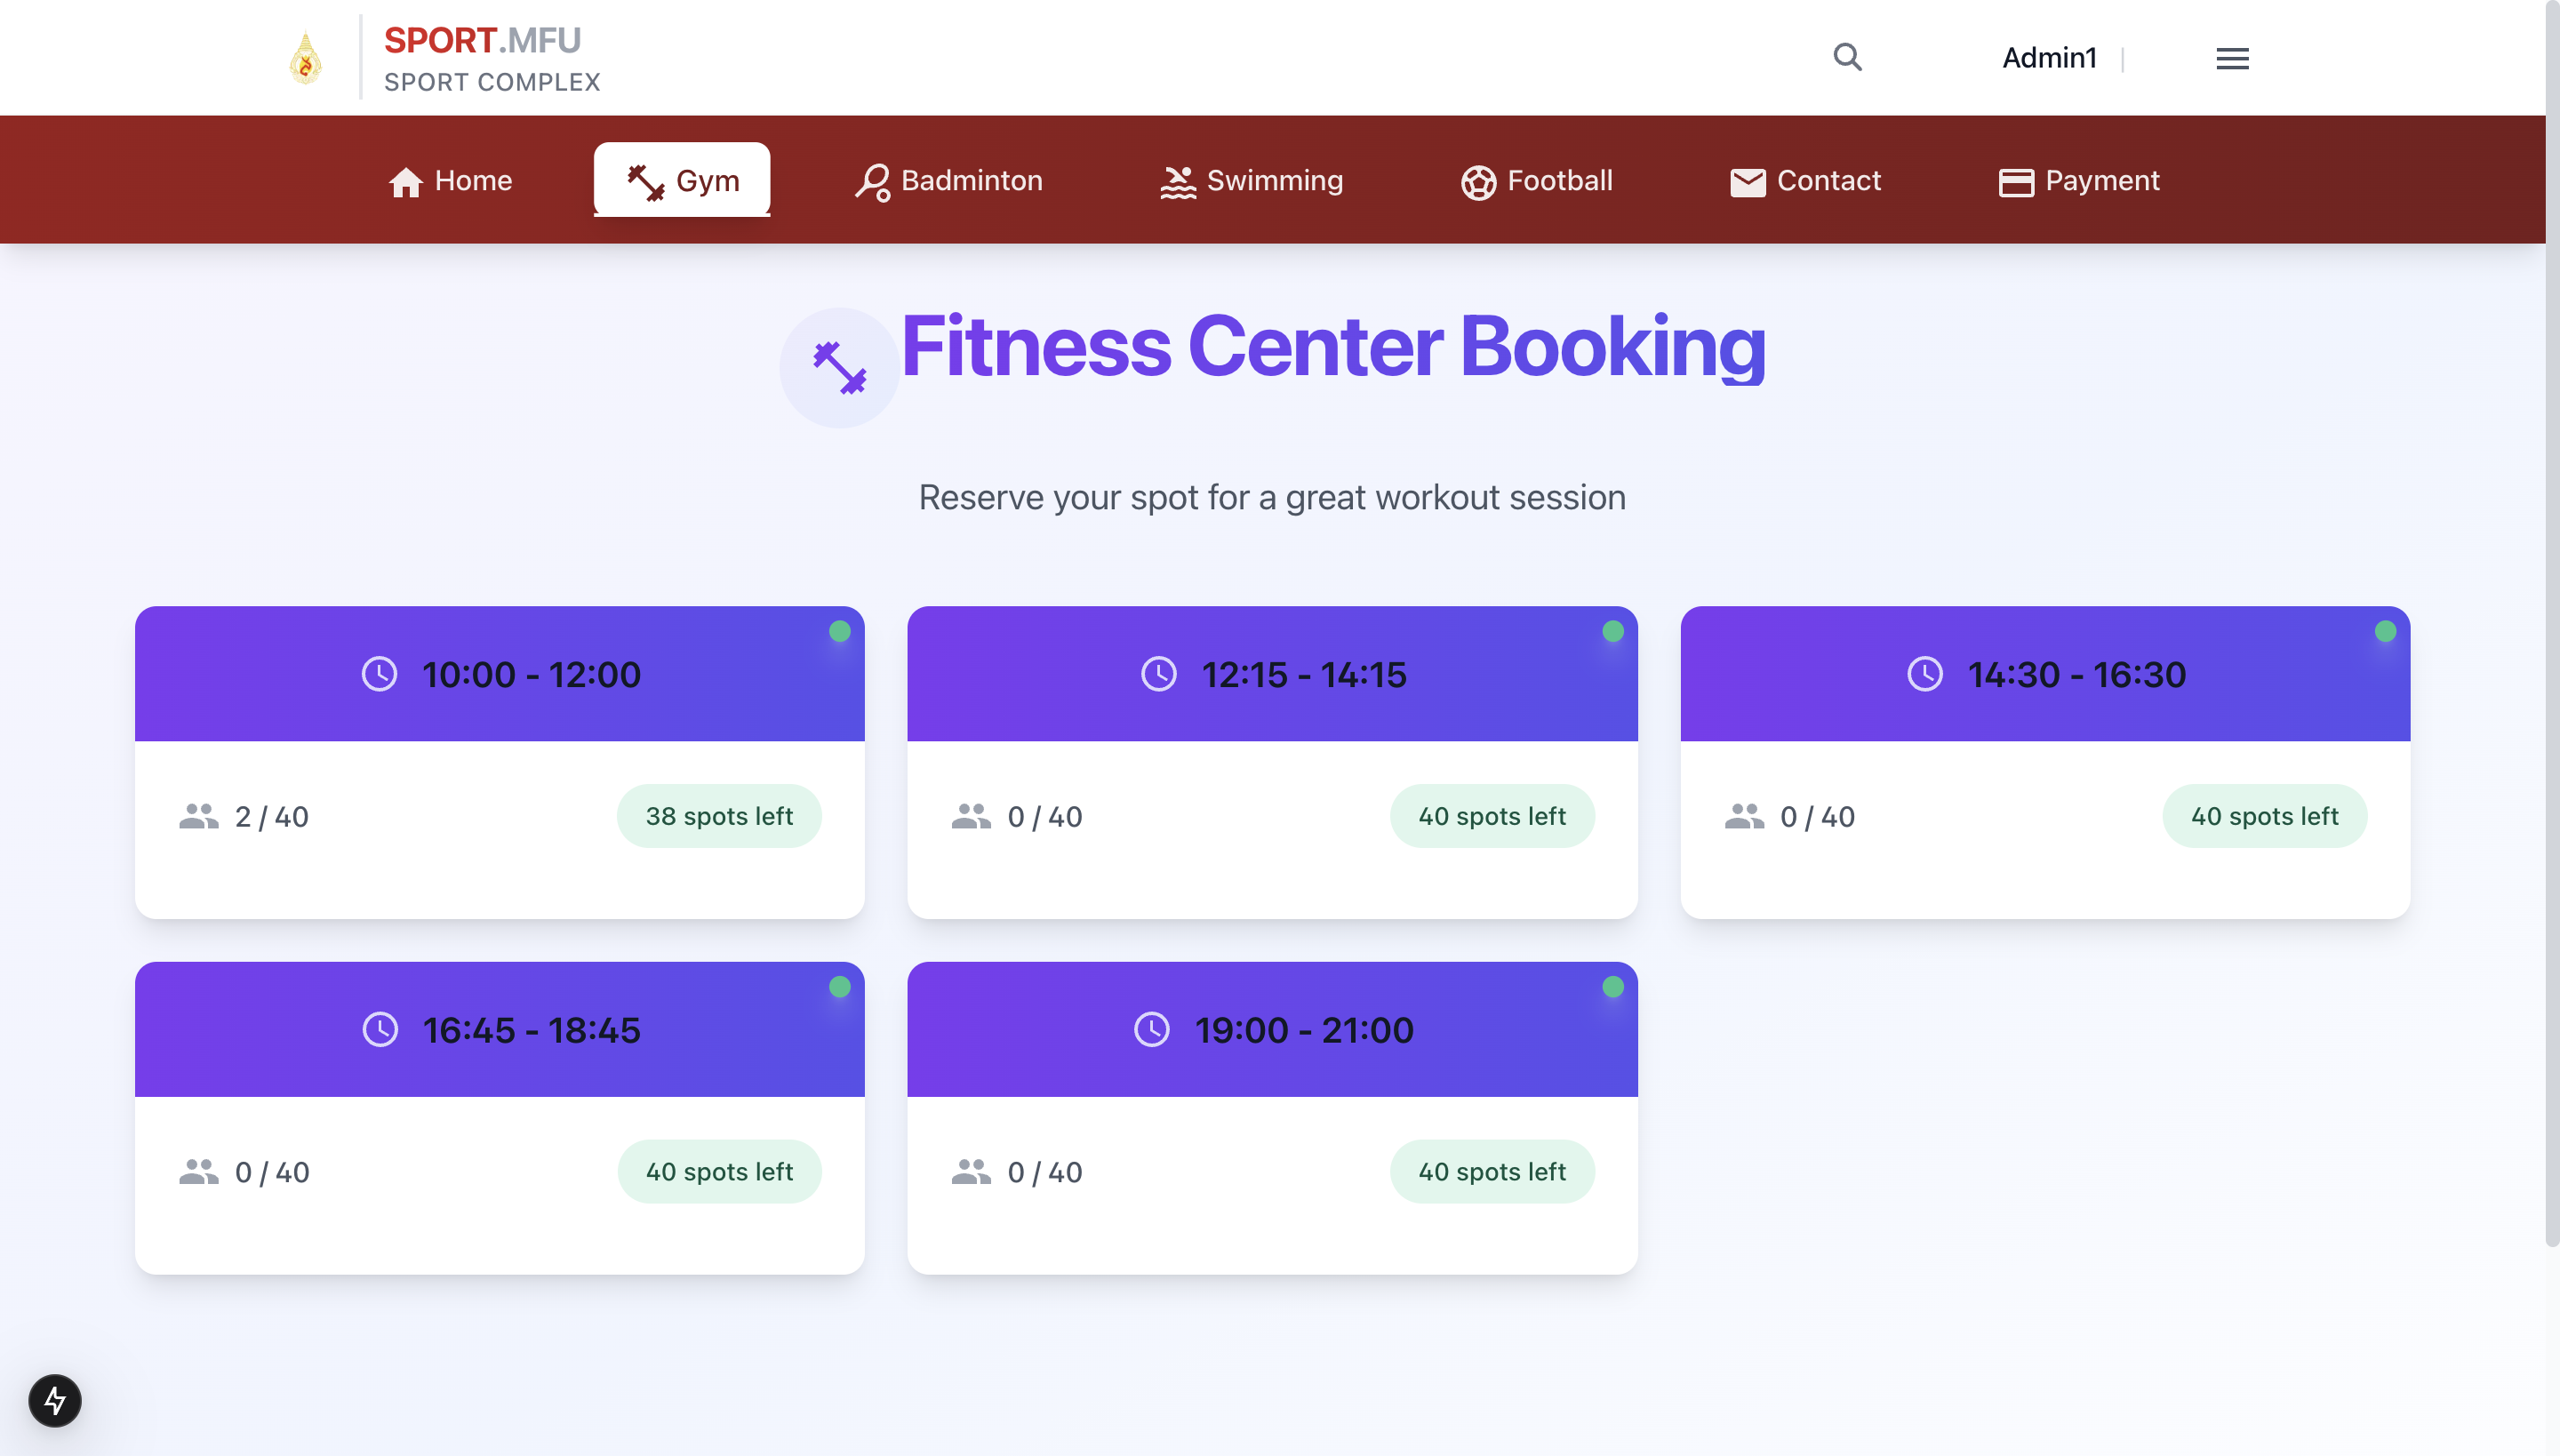 SPORT.MFU
SPORT COMPLEX
Admin1
Home
Gym
Badminton
Swimming
Football
Contact
Payment
Fitness Center Booking
Reserve your spot for a great workout session
10:00 - 12:00
2 / 40
38 spots left
12:15 - 14:15
0 / 40
40 spots left
14:30 - 16:30
0 / 40
40 spots left
16:45 - 18:45
0 / 40
40 spots left
19:00 - 21:00
0 / 40
40 spots left